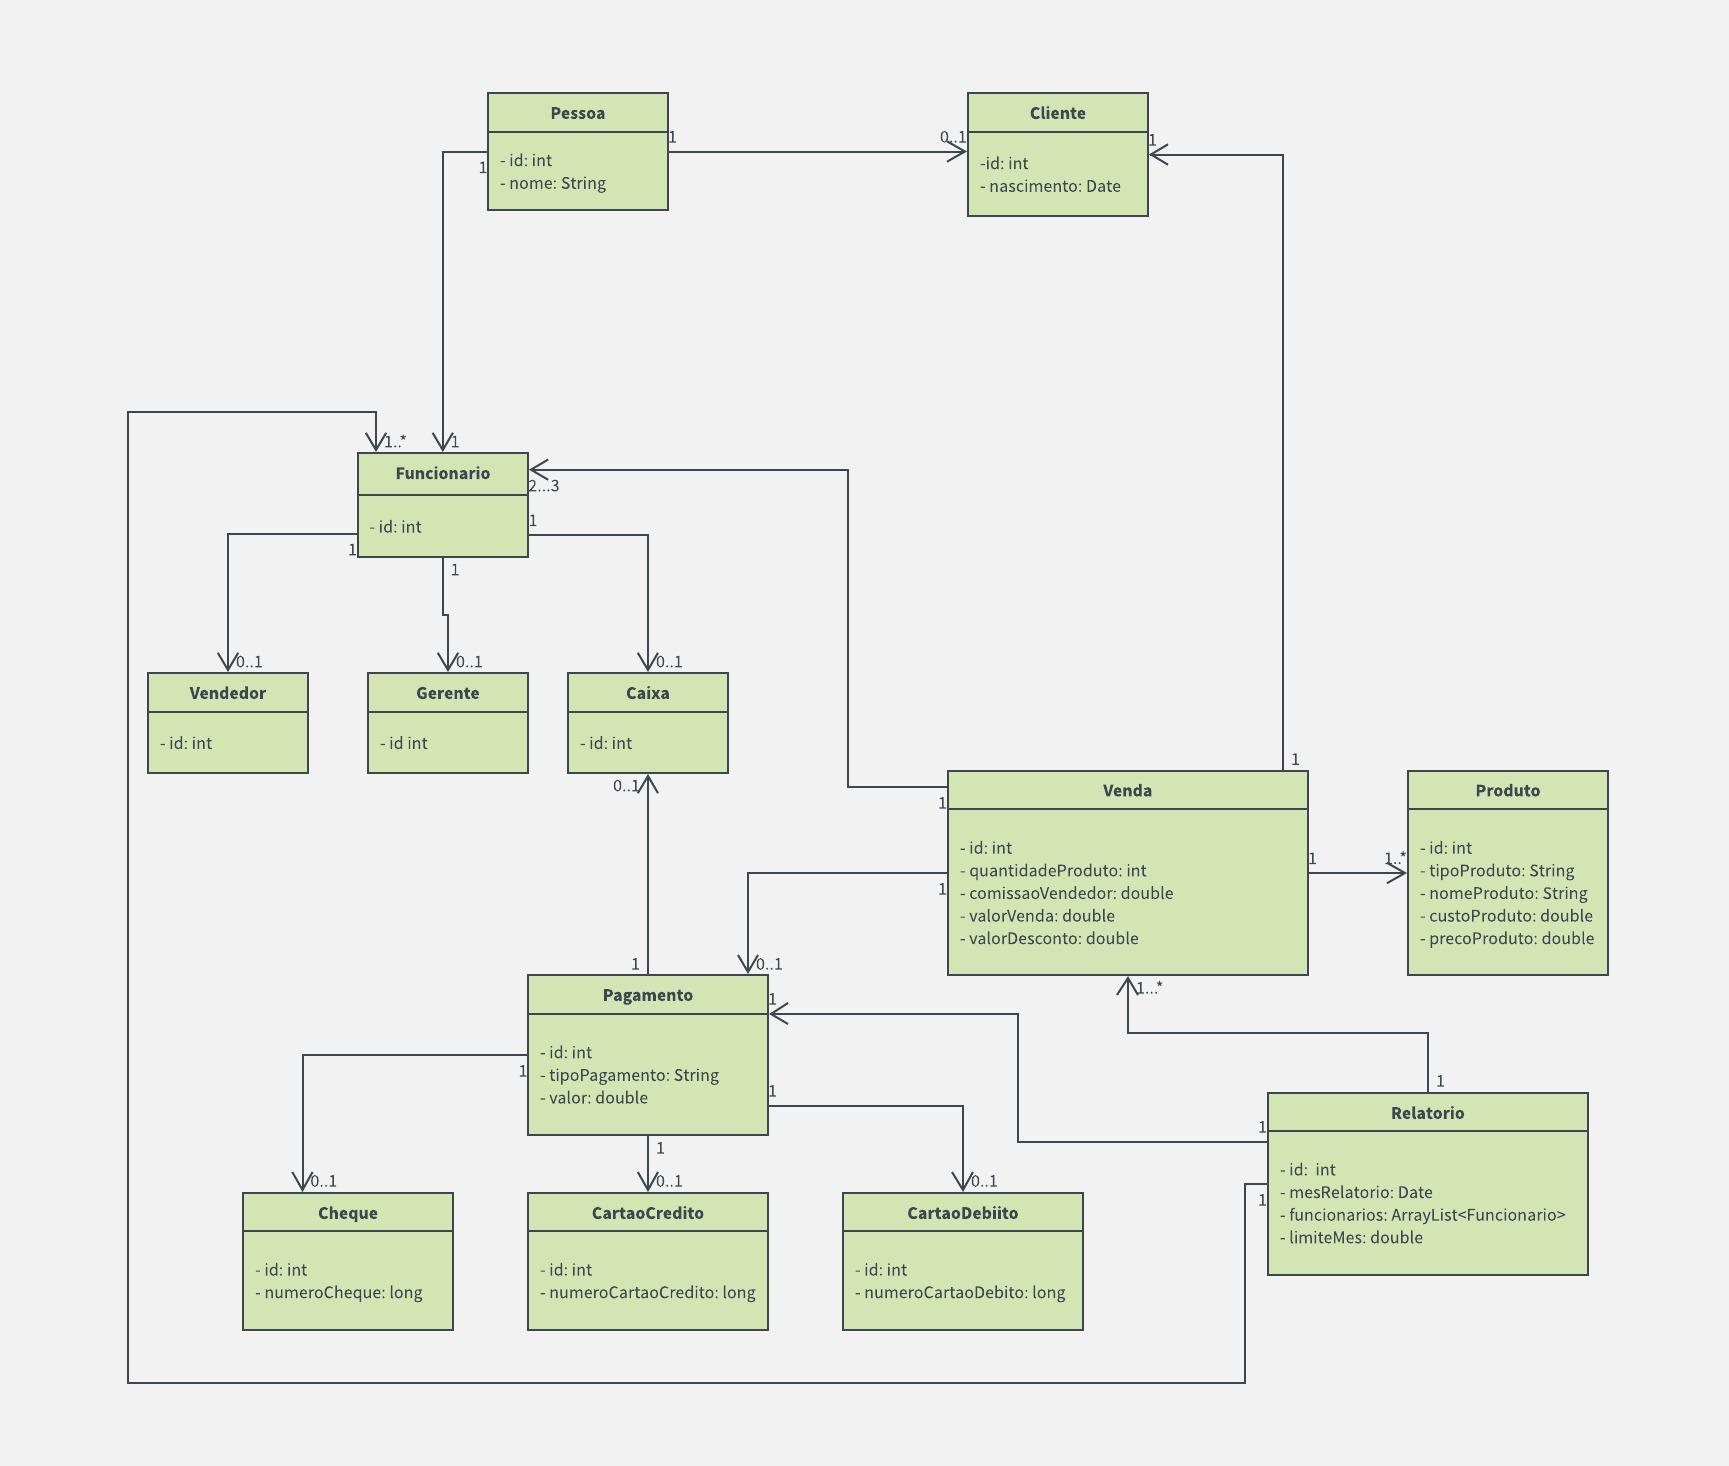 Pessoa
- id: int
- nome: String
1
1
0..1
Cliente
-id: int
- nascimento: Date
1
1..*
1
Funcionario
- id: int
2...3
1
1
1
0..1
0..1
0..1
Vendedor
- id: int
Gerente
- id int
Caixa
- id: int
0..1
1
1
Venda
- id: int
- quantidadeProduto: int
- comissaoVendedor: double
- valorVenda: double
- valorDesconto: double
1
1
1..*
Produto
- id: int
- tipoProduto: String
- nomeProduto: String
- custoProduto: double
- precoProduto: double
1
0..1
Pagamento
- id: int
- tipoPagamento: String
- valor: double
1
1
1
1
1...*
1
1
1
Relatorio
- id:  int
- mesRelatorio: Date
- funcionarios: ArrayList<Funcionario>
- limiteMes: double
0..1
0..1
0..1
Cheque
- id: int
- numeroCheque: long
CartaoCredito
- id: int
- numeroCartaoCredito: long
CartaoDebiito
- id: int
- numeroCartaoDebito: long